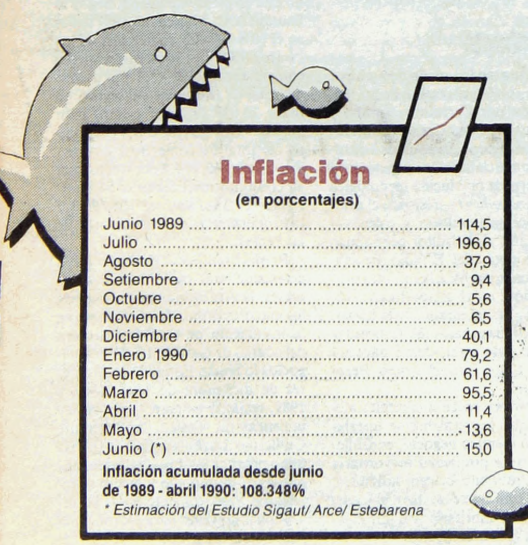 Inflación
(en porcentajes)
Junio 1989 ........ 114,5
Julio ........ 196,6
Agosto ........ 37,9
Setiembre ........ 9,4
Octubre ........ 5,6
Noviembre ........ 6,5
Diciembre ........ 40,1
Enero 1990 ........ 79,2
Febrero ........ 61,6
Marzo ........ 95,5
Abril ........ 11,4
Mayo ........ 13,6
Junio (*) ........ 15,0
Inflación acumulada desde junio
de 1989 - abril 1990: 108.348%
* Estimación del Estudio Sigaut/ Arce/ Estebarena